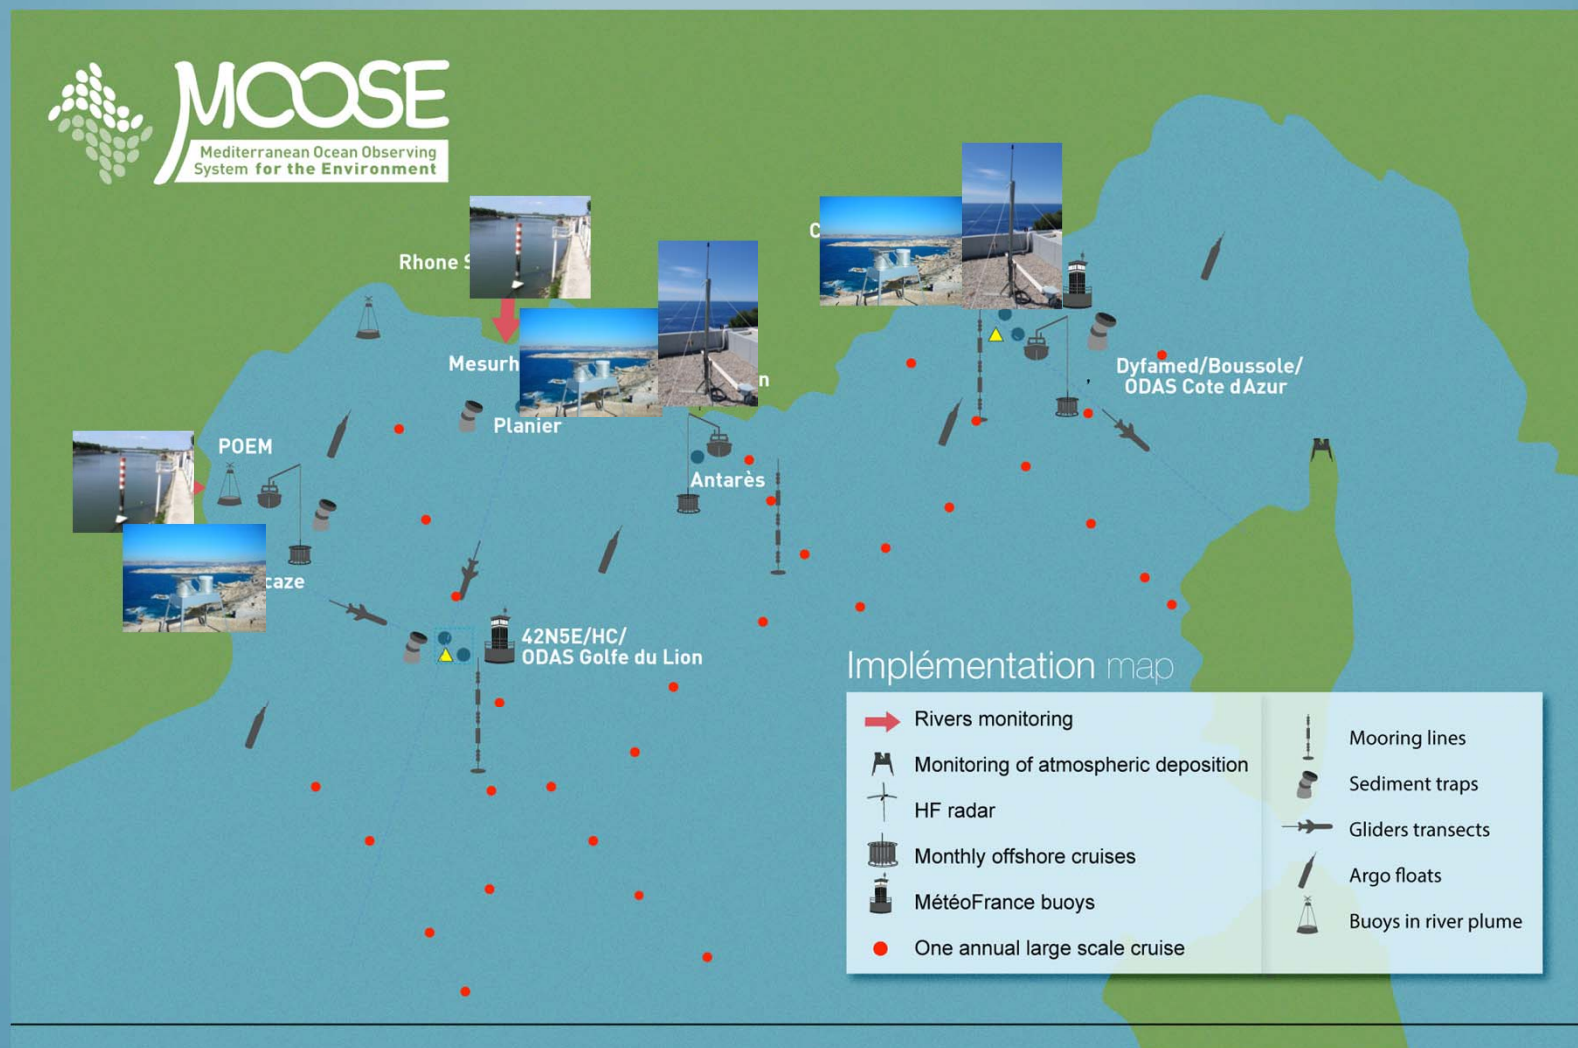 MOOSE
Mediterranean Ocean Observing
System for the Environment
Rhone
POEM
Planier
Antarès
Dyfamed/Boussole/
ODAS Cote dAzur
42N5E/HC/
ODAS Golfe du Lion
Implémentation map
Rivers monitoring
Monitoring of atmospheric deposition
HF radar
Monthly offshore cruises
MétéoFrance buoys
One annual large scale cruise
Mooring lines
Sediment traps
Gliders transects
Argo floats
Buoys in river plume